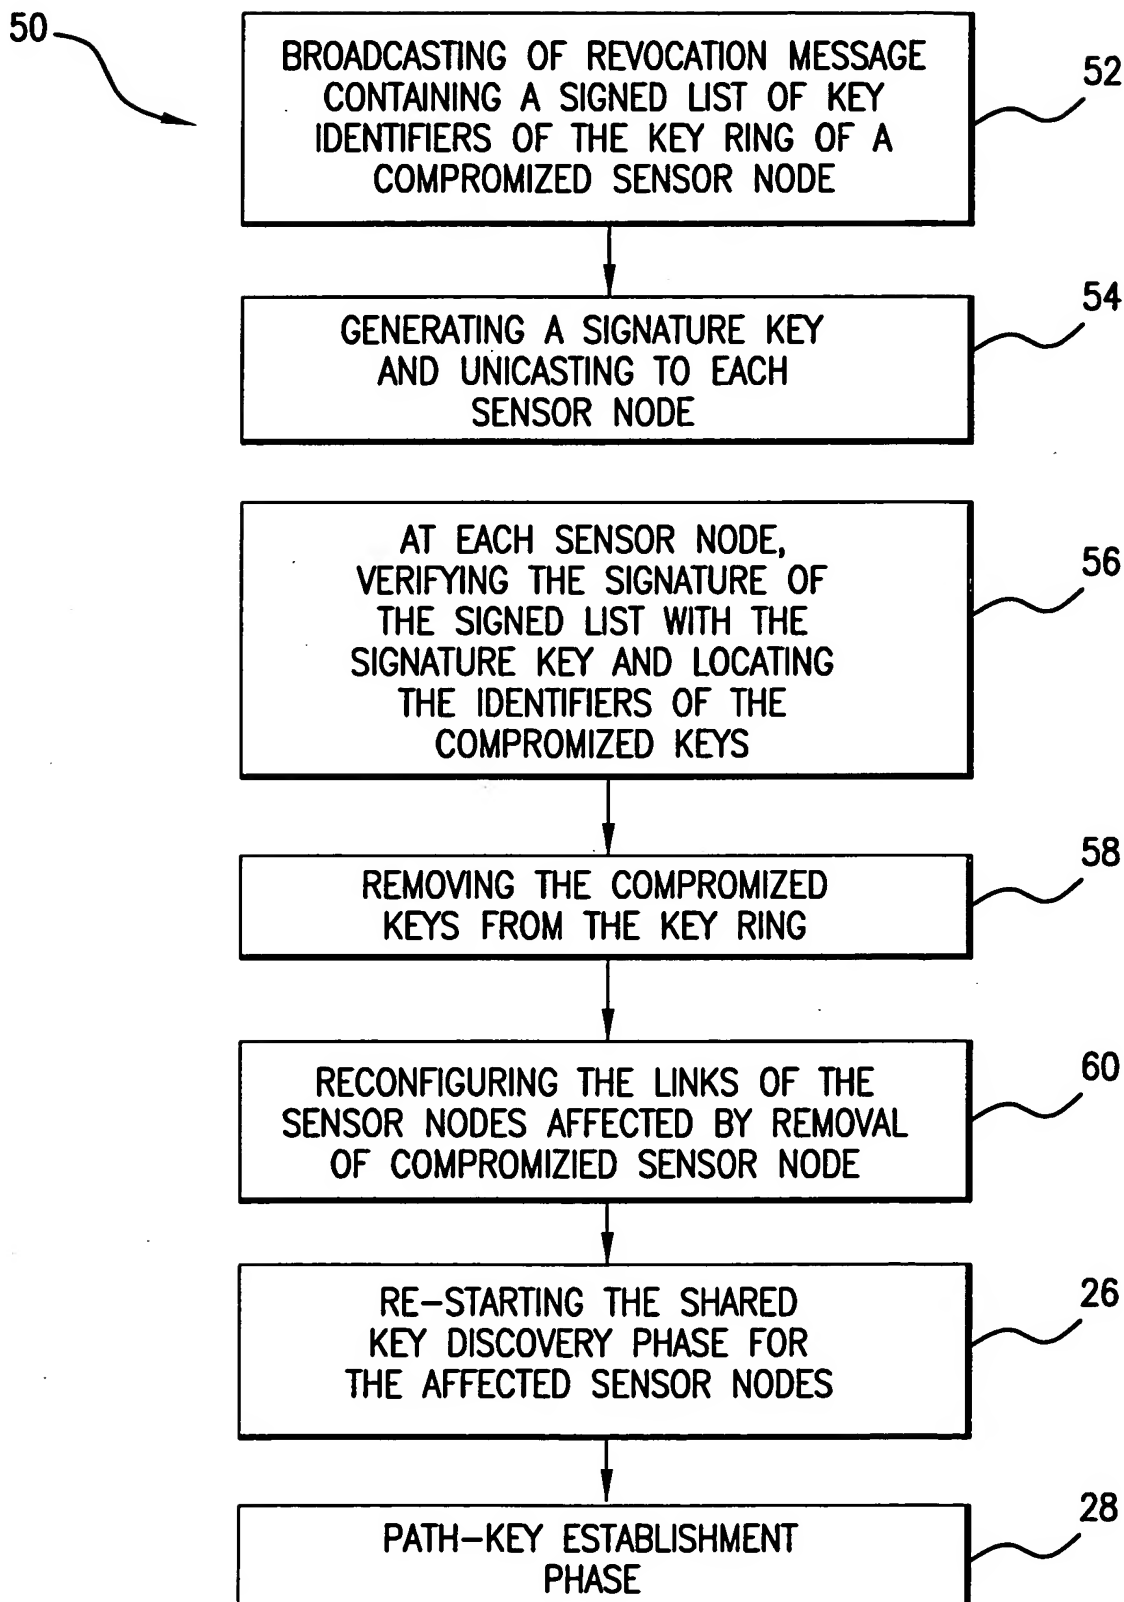 50
BROADCASTING OF REVOCATION MESSAGE
CONTAINING A SIGNED LIST OF KEY
IDENTIFIERS OF THE KEY RING OF A
COMPROMIZED SENSOR NODE
52
GENERATING A SIGNATURE KEY
AND UNICASTING TO EACH
SENSOR NODE
54
AT EACH SENSOR NODE,
VERIFYING THE SIGNATURE OF
THE SIGNED LIST WITH THE
SIGNATURE KEY AND LOCATING
THE IDENTIFIERS OF THE
COMPROMIZED KEYS
56
REMOVING THE COMPROMIZED
KEYS FROM THE KEY RING
58
RECONFIGURING THE LINKS OF THE
SENSOR NODES AFFECTED BY REMOVAL
OF COMPROMIZIED SENSOR NODE
60
RE-STARTING THE SHARED
KEY DISCOVERY PHASE FOR
THE AFFECTED SENSOR NODES
26
PATH-KEY ESTABLISHMENT
PHASE
28